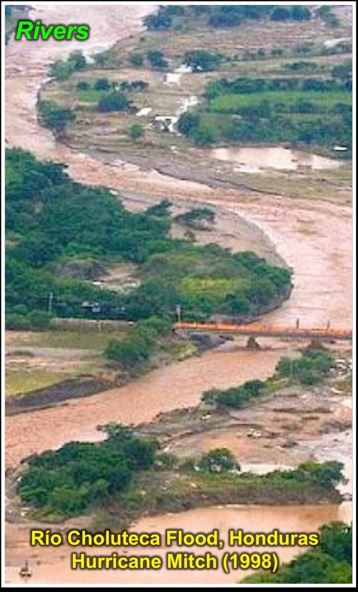 Rivers
Río Choluteca Flood, Honduras
Hurricane Mitch (1998)